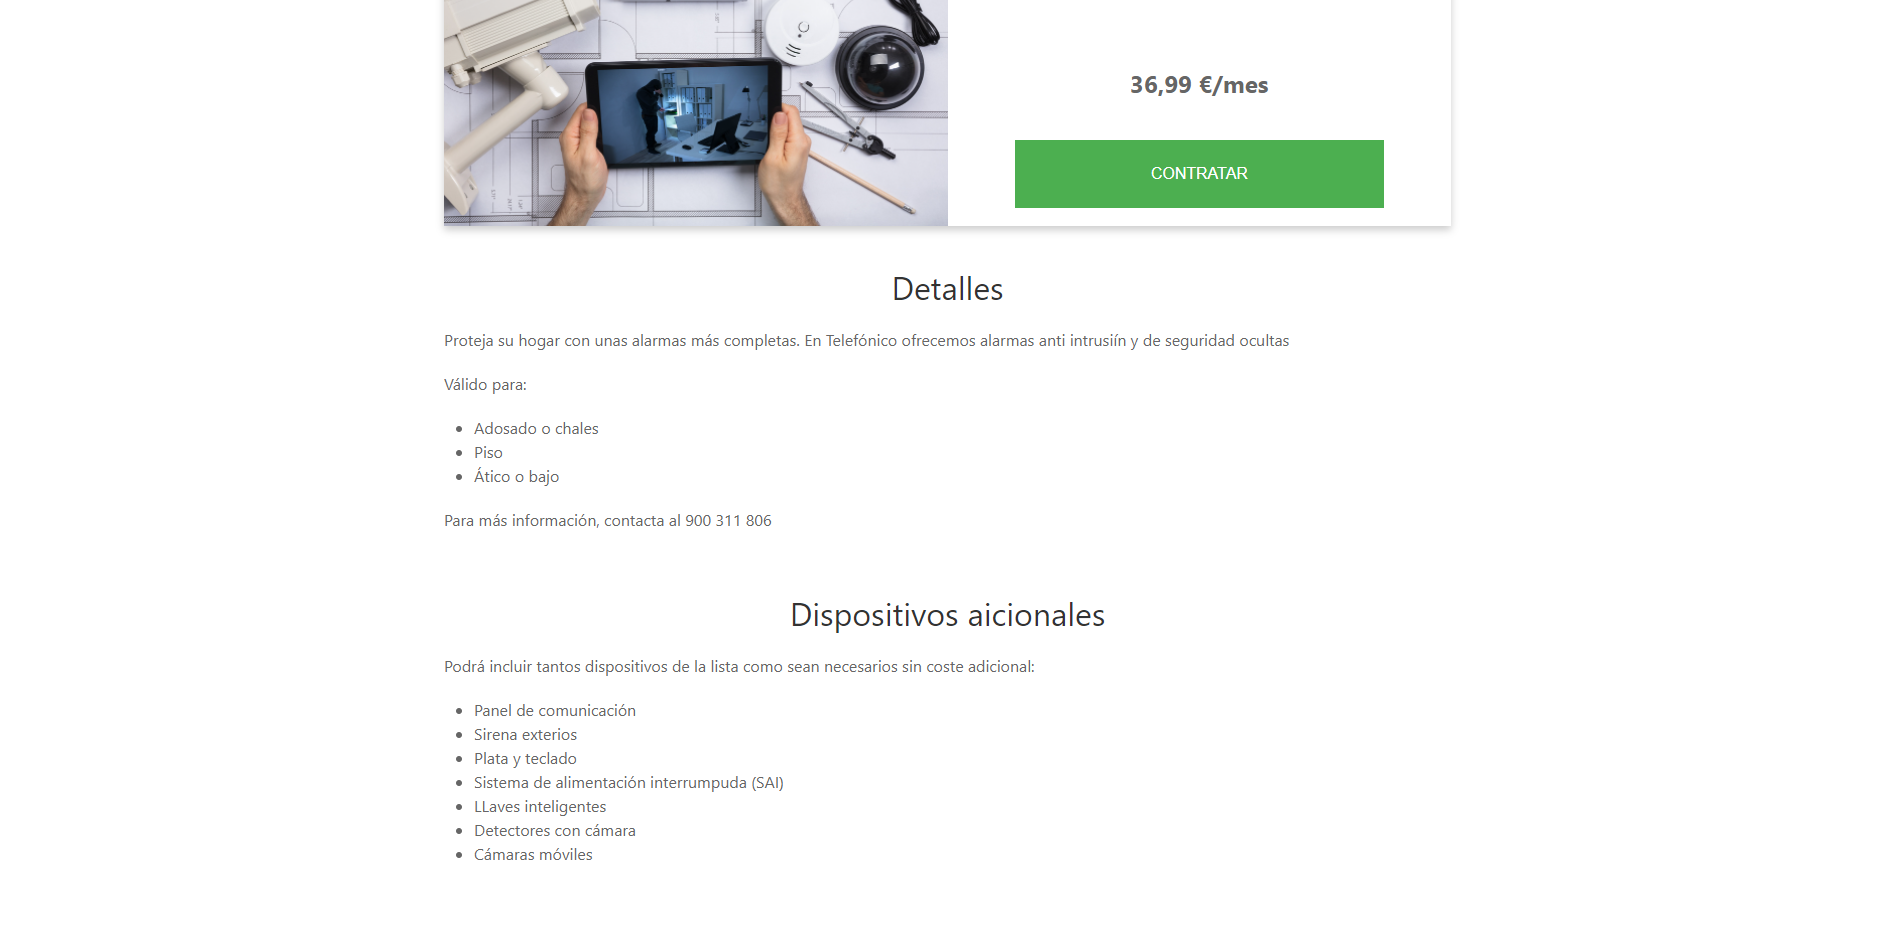 36,99 €/mes
CONTRATAR
Detalles
Proteja su hogar con unas alarmas más completas. En Telefónico ofrecemos alarmas anti intrusiín y de seguridad ocultas
Válido para:
Adosado o chales
Piso
Ático o bajo
Para más información, contacta al 900 311 806
Dispositivos aicionales
Podrá incluir tantos dispositivos de la lista como sean necesarios sin coste adicional:
Panel de comunicación
Sirena exterios
Plata y teclado
Sistema de alimentación interrumpuda (SAI)
LLaves inteligentes
Detectores con cámara
Cámaras móviles